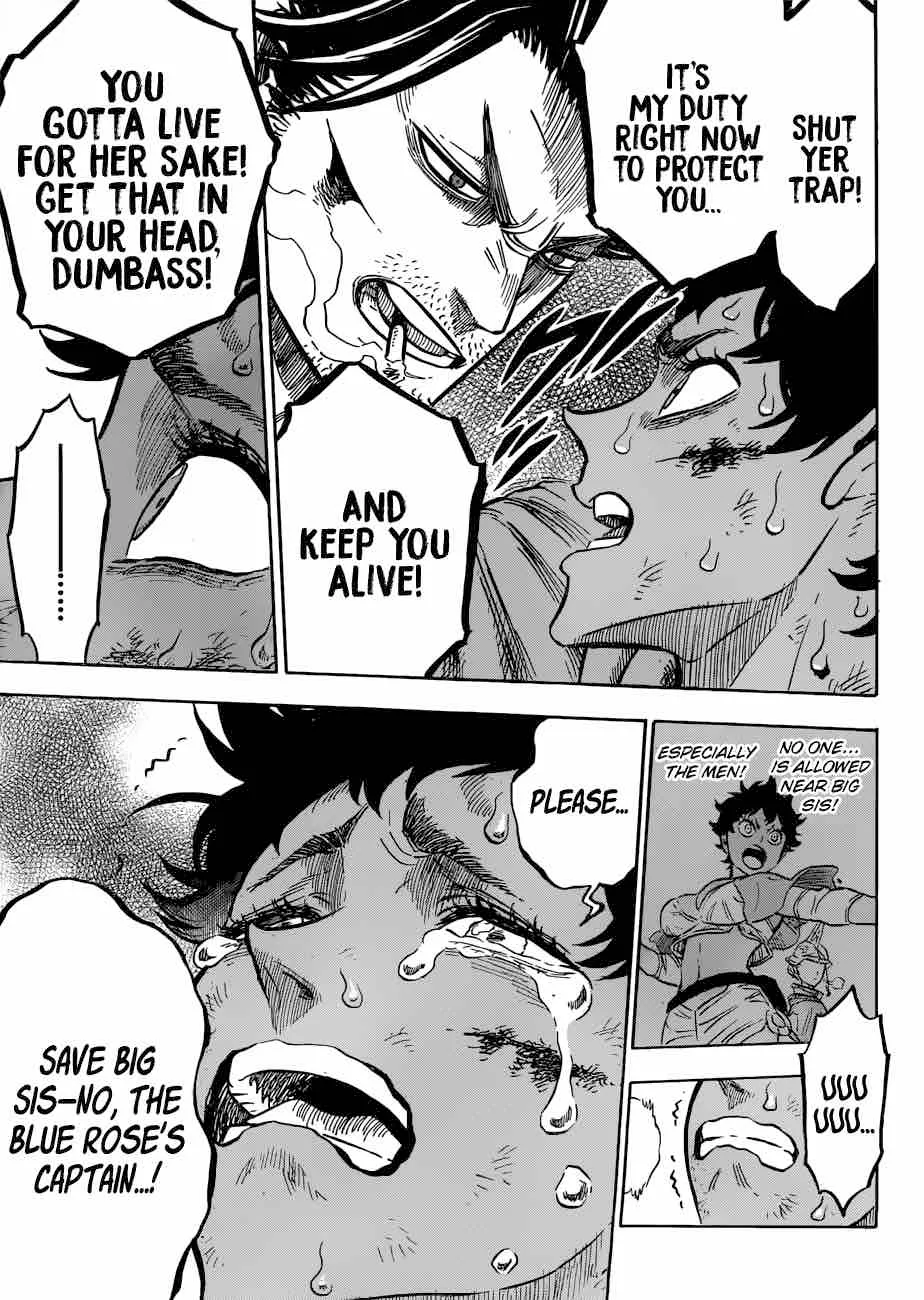 SHUT
YER
TRAP!
IT'S
MY DUTY
RIGHT NOW
TO PROTECT
YOU...
AND
KEEP YOU
ALIVE!
YOU
GOTTA LIVE
FOR HER SAKE!
GET THAT IN
YOUR HEAD,
DUMBASS!
NO ONE...
IS ALLOWED
NEAR BIG
SIS!
ESPECIALLY
THE MEN!
UUU
UUU...
PLEASE...
SAVE BIG
SIS-NO, THE
BLUE ROSE'S
CAPTAIN...!